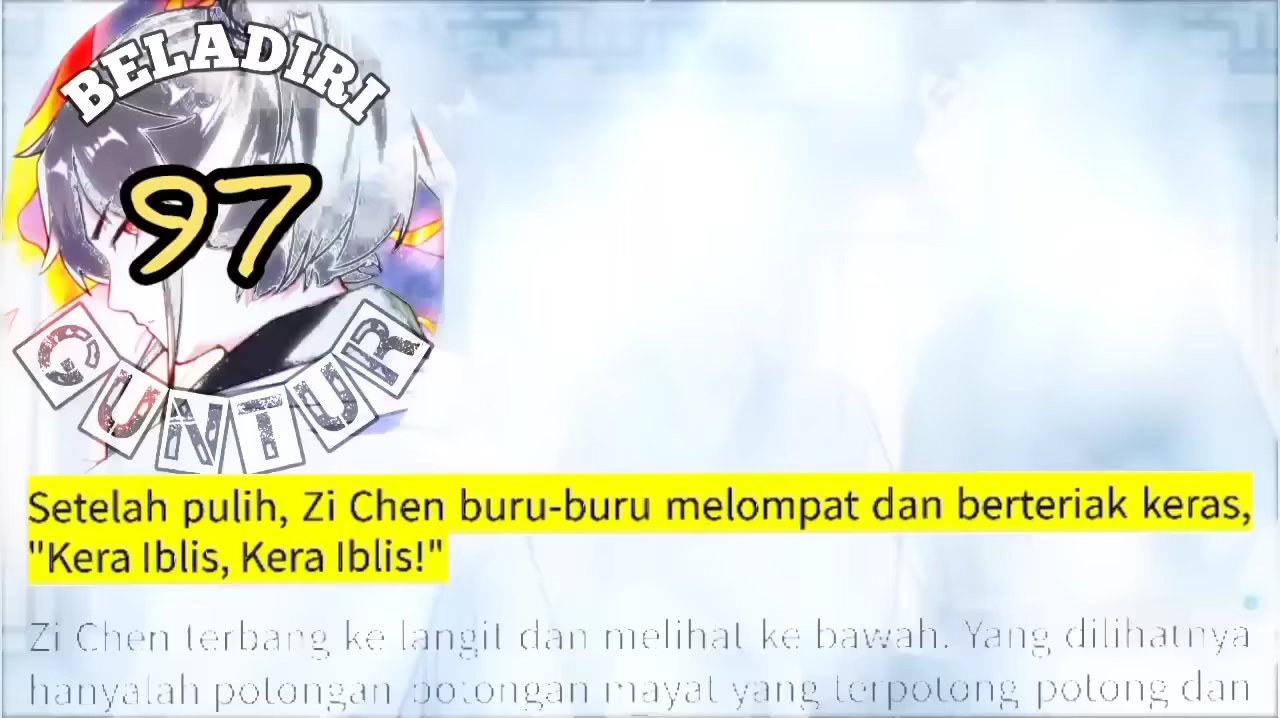 BELADIRI
97
GUNTUR
Setelah pulih, Zi Chen buru-buru melompat dan berteriak keras,
"Kera Iblis, Kera Iblis!"
Zi Chen terbang ke langit dan melihat ke bawah. Yang dilihatnya
hanyalah potongan potongan mayat yang terpotong potong dan